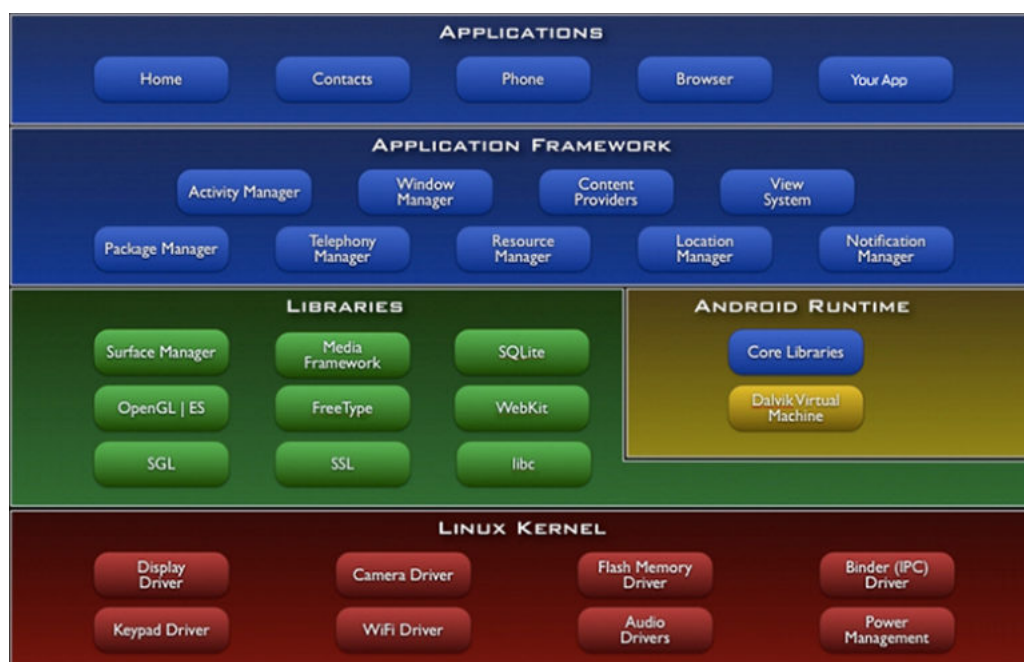 APPLICATIONS
Home
Contacts
Phone
Browser
Your App
APPLICATION FRAMEWORK
Activity Manager
Window
Manager
Content
Providers
View
System
Package Manager
Telephony
Manager
Resource
Manager
Location
Manager
Notification
Manager
LIBRARIES
Surface Manager
Media
Framework
SQLite
OpenGL | ES
FreeType
WebKit
SGL
SSL
libc
ANDROID RUNTIME
Core Libraries
Dalvik Virtual
Machine
LINUX KERNEL
Display
Driver
Camera Driver
Flash Memory
Driver
Binder (IPC)
Driver
Keypad Driver
WiFi Driver
Audio
Drivers
Power
Management